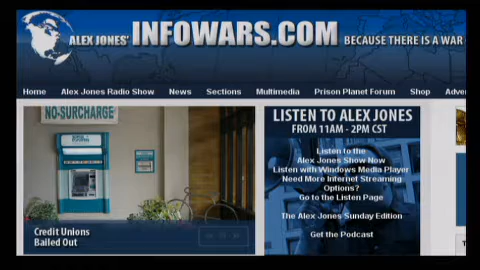 ALEX JONES' INFOWARS.COM BECAUSE THERE IS A WAR
Home Alex Jones Radio Show News Sections Multimedia Prison Planet Forum Shop Adve
NO-SURCHARGE
LISTEN TO ALEX JONES
FROM 11AM - 2PM CST
Listen to the
Alex Jones Show Now
Listen with Windows Media Player
Need More Internet Streaming
Options?
Go to the Listen Page
The Alex Jones Sunday Edition
Get the Podcast
Credit Unions
Bailed Out